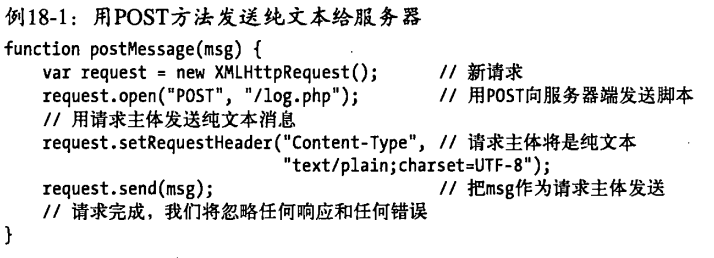 例18-1：用POST方法发送纯文本给服务器
function postMessage(msg) {
    var request = new XMLHttpRequest();      // 新请求
    request.open("POST", "/log.php");        // 用POST向服务器端发送脚本
    // 用请求主体发送纯文本消息
    request.setRequestHeader("Content-Type", // 请求主体将是纯文本
                             "text/plain;charset=UTF-8");
    request.send(msg);                       // 把msg作为请求主体发送
    // 请求完成，我们将忽略任何响应和任何错误
}